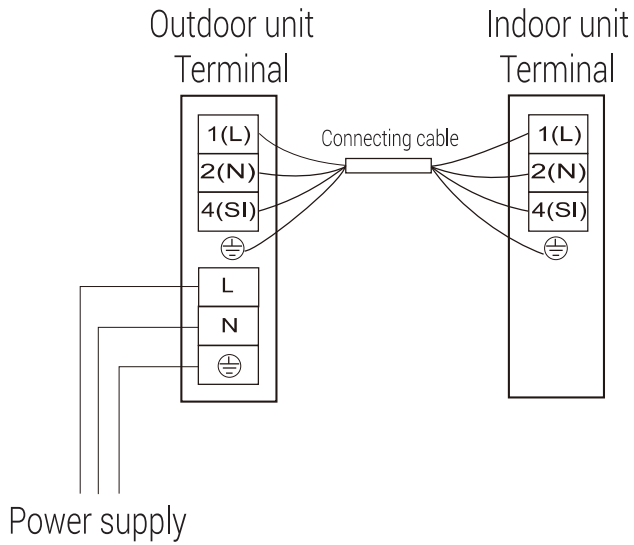 Outdoor unit
Terminal
Indoor unit
Terminal
Connecting cable
1(L)
2(N)
4(SI)
L
N
1(L)
2(N)
4(SI)
Power supply